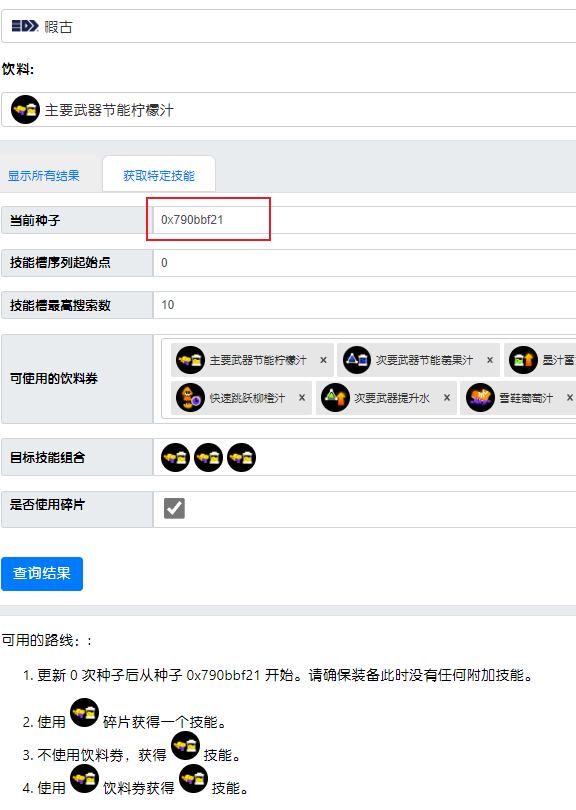 暇古
饮料:
主要武器节能柠檬汁
显示所有结果 获取特定技能
当前种子 0x790bbf21
技能槽序列起始点 0
技能槽最高搜索数 10
可使用的饮料券
主要武器节能柠檬汁 × 次要武器节能莓果汁 × 墨汁
快速跳跃柳橙汁 × 次要武器提升水 × 雪鞋葡萄汁 ×
目标技能组合
是否使用碎片
查询结果
可用的路线: :
1. 更新 0 次种子后从种子 0x790bbf21 开始。请确保装备此时没有任何附加技能。
2. 使用 碎片获得一个技能。
3. 不使用饮料券，获得 技能。
4. 使用 饮料券获得 技能。